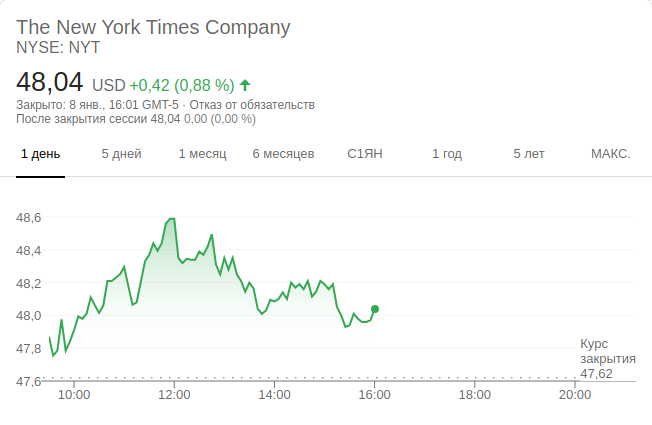 The New York Times Company
NYSE: NYT
48,04 USD +0,42 (0,88 %)
Закрыто: 8 янв., 16:01 GMT-5 · Отказ от обязательств
После закрытия сессии 48,04 0,00 (0,00 %)
1 день 5 дней 1 месяц 6 месяцев С1ЯН 1 год 5 лет МАКС.
48,6
48,4
48,2
48,0
47,8
47,6
Курс
закрытия
47,62
10:00 12:00 14:00 16:00 18:00 20:00